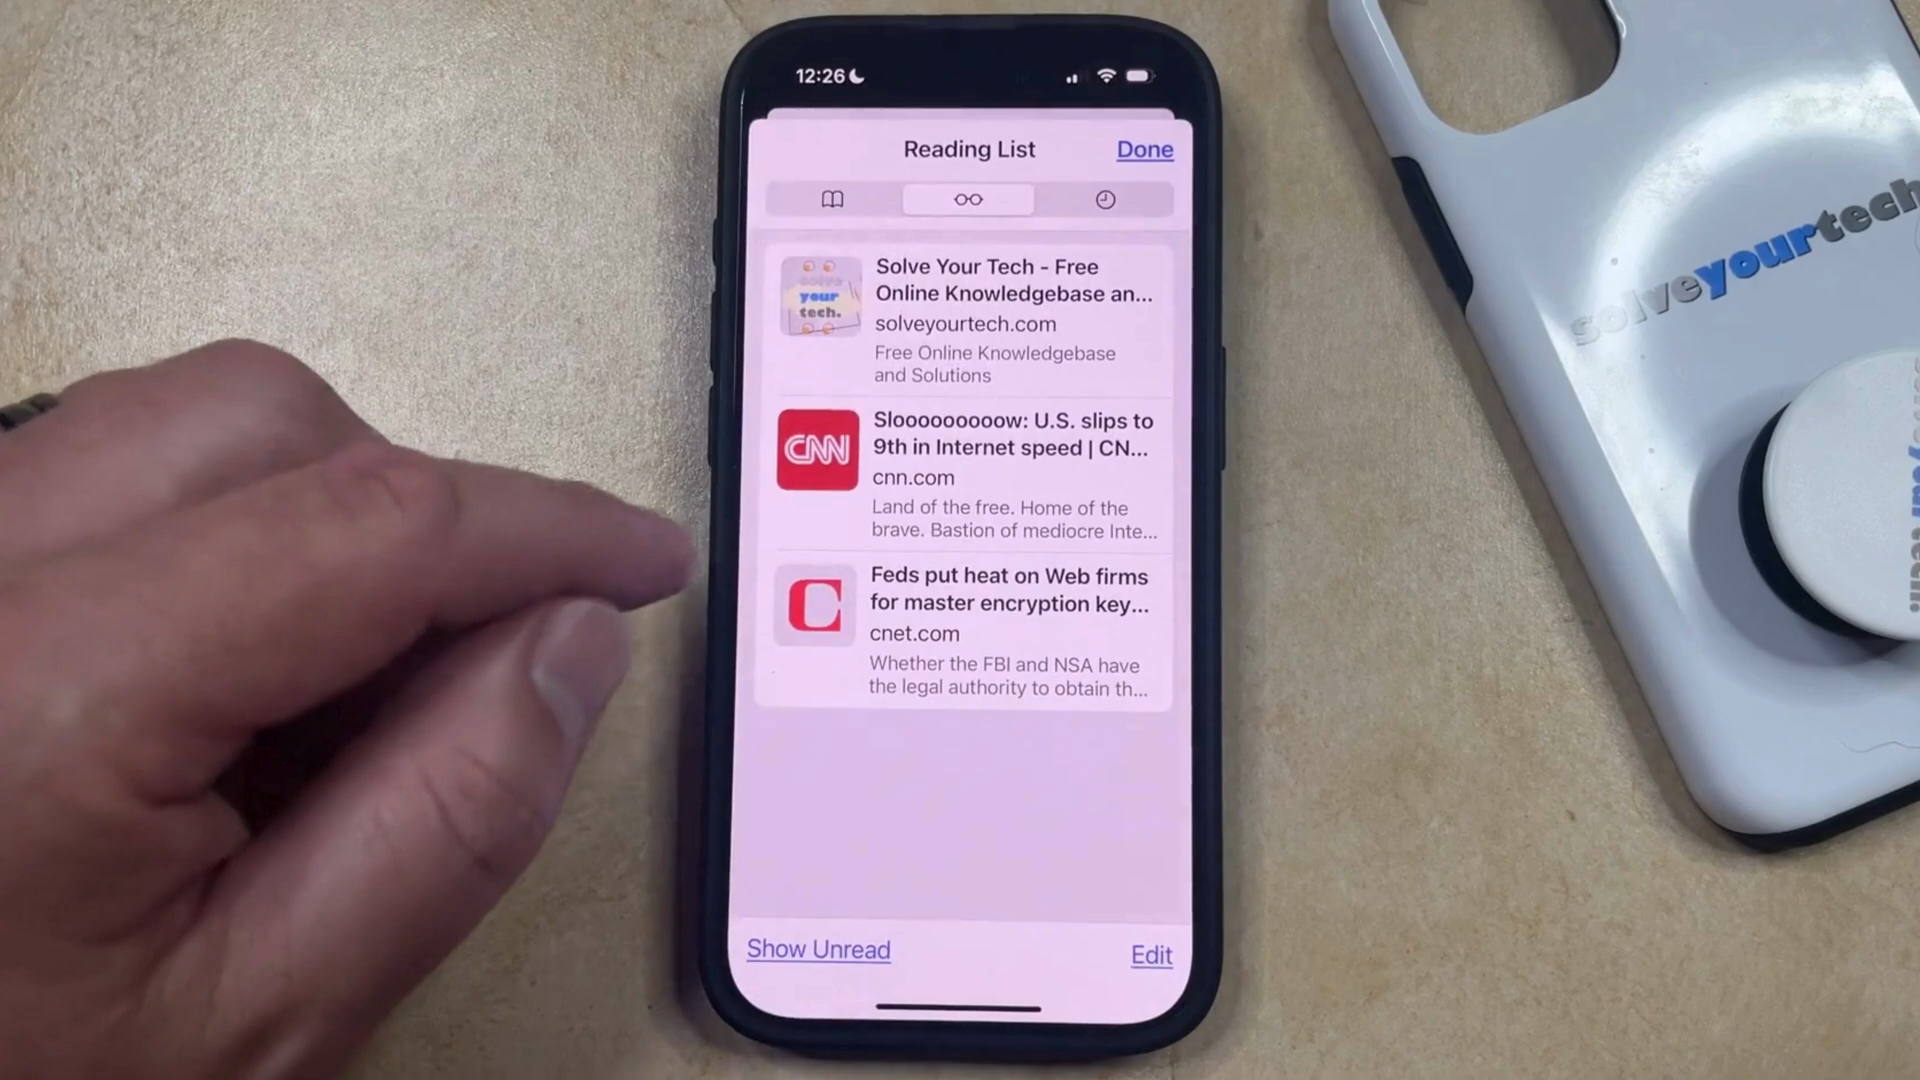 12:26
Reading List
Done
solve
your
tech.
Solve Your Tech - Free
Online Knowledgebase an...
solveyourtech.com
Free Online Knowledgebase
and Solutions
CNN
Slooooooooow: U.S. slips to
9th in Internet speed | CN...
cnn.com
Land of the free. Home of the
brave. Bastion of mediocre Inte...
C
Feds put heat on Web firms
for master encryption key...
cnet.com
Whether the FBI and NSA have
the legal authority to obtain th...
Show Unread
Edit
solveyourtech